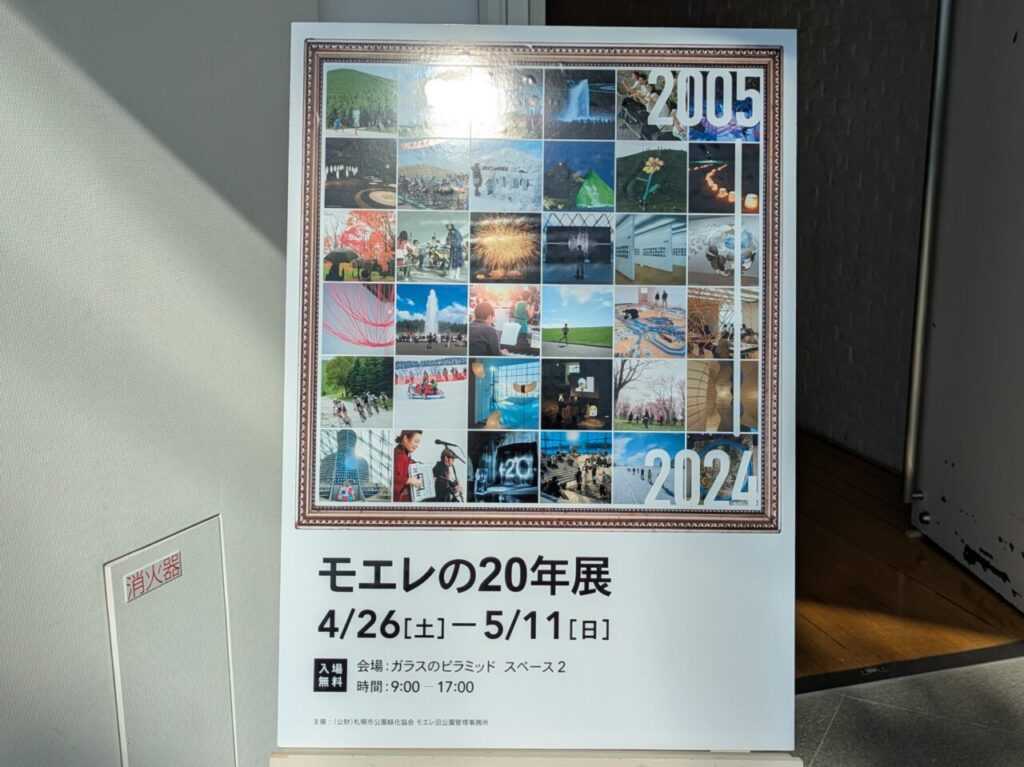 2005
2024
モエレの20年展
4/26[土]ー5/11[日]
入場無料
会場:ガラスのピラミッド スペース2
時間:9:00 ― 17:00
主催:(公財)札幌市公園緑化協会 モエレ沼公園管理事務所
消火器